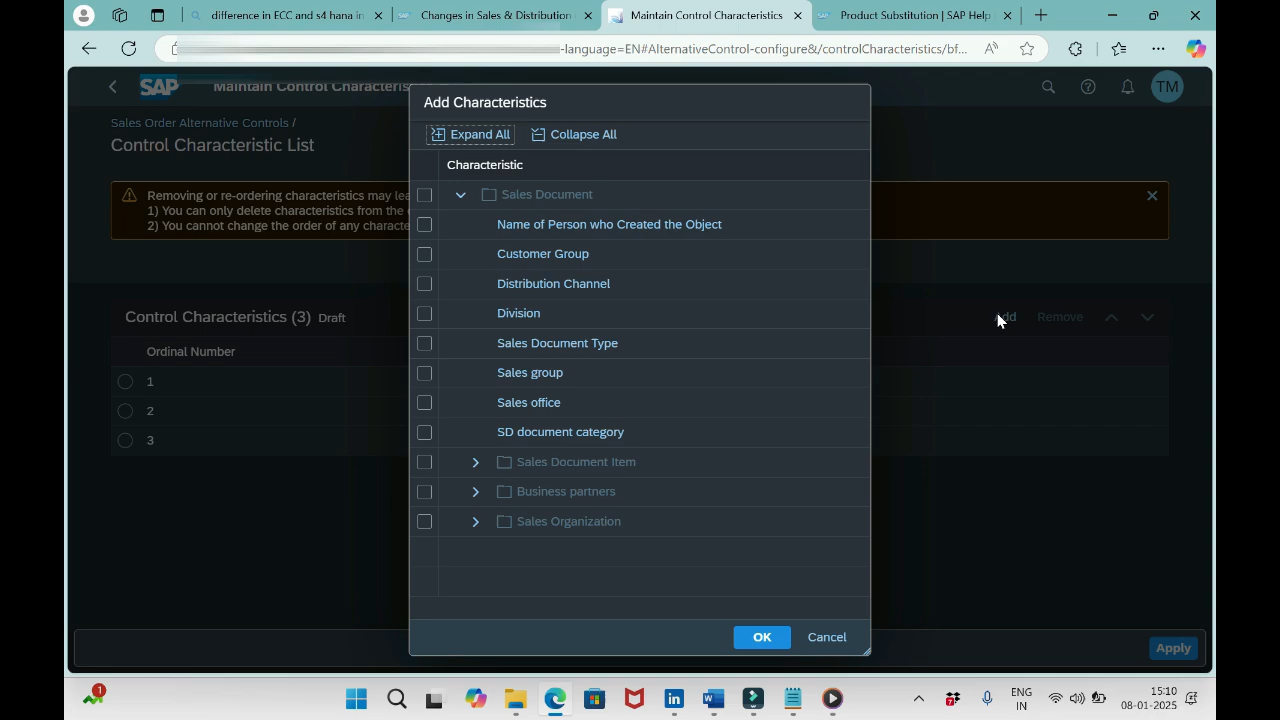 difference in ECC and s4 hana in
Changes in Sales & Distribution
Maintain Control Characteristics
Product Substitution | SAP Help
-language=EN#AlternativeControl-configure&/controlCharacteristics/bf...
SAP
Maintain Control Characteris
TM
Sales Order Alternative Controls /
Control Characteristic List
Removing or re-ordering characteristics may lea
1) You can only delete characteristics from the
2) You cannot change the order of any characte
Control Characteristics (3) Draft
Add
Remove
Ordinal Number
1
2
3
Add Characteristics
Expand All
Collapse All
Characteristic
Sales Document
Name of Person who Created the Object
Customer Group
Distribution Channel
Division
Sales Document Type
Sales group
Sales office
SD document category
Sales Document Item
Business partners
Sales Organization
OK
Cancel
Apply
1
7
ENG
IN
15:10
08-01-2025